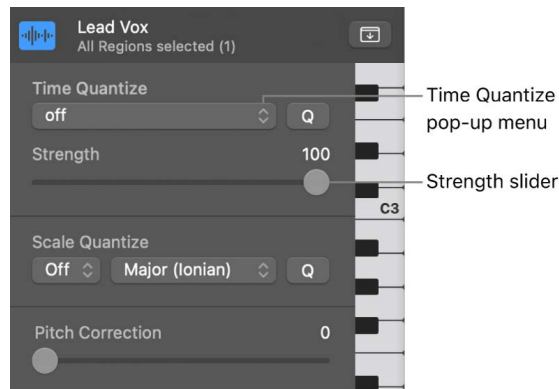 Lead Vox
All Regions selected (1)
Time Quantize
off
Q
Time Quantize
pop-up menu
Strength
100
Strength slider
C3
Scale Quantize
Off
Major (Ionian)
Q
Pitch Correction
0